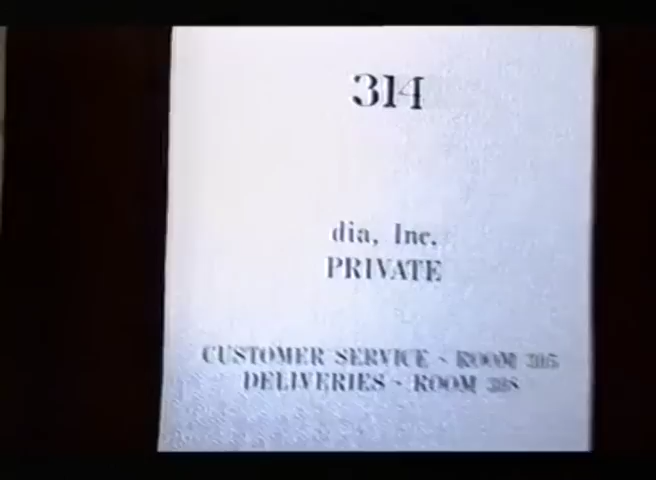 314
dia, Inc.
PRIVATE
CUSTOMER SERVICE - ROOM
DELIVERIES - ROOM